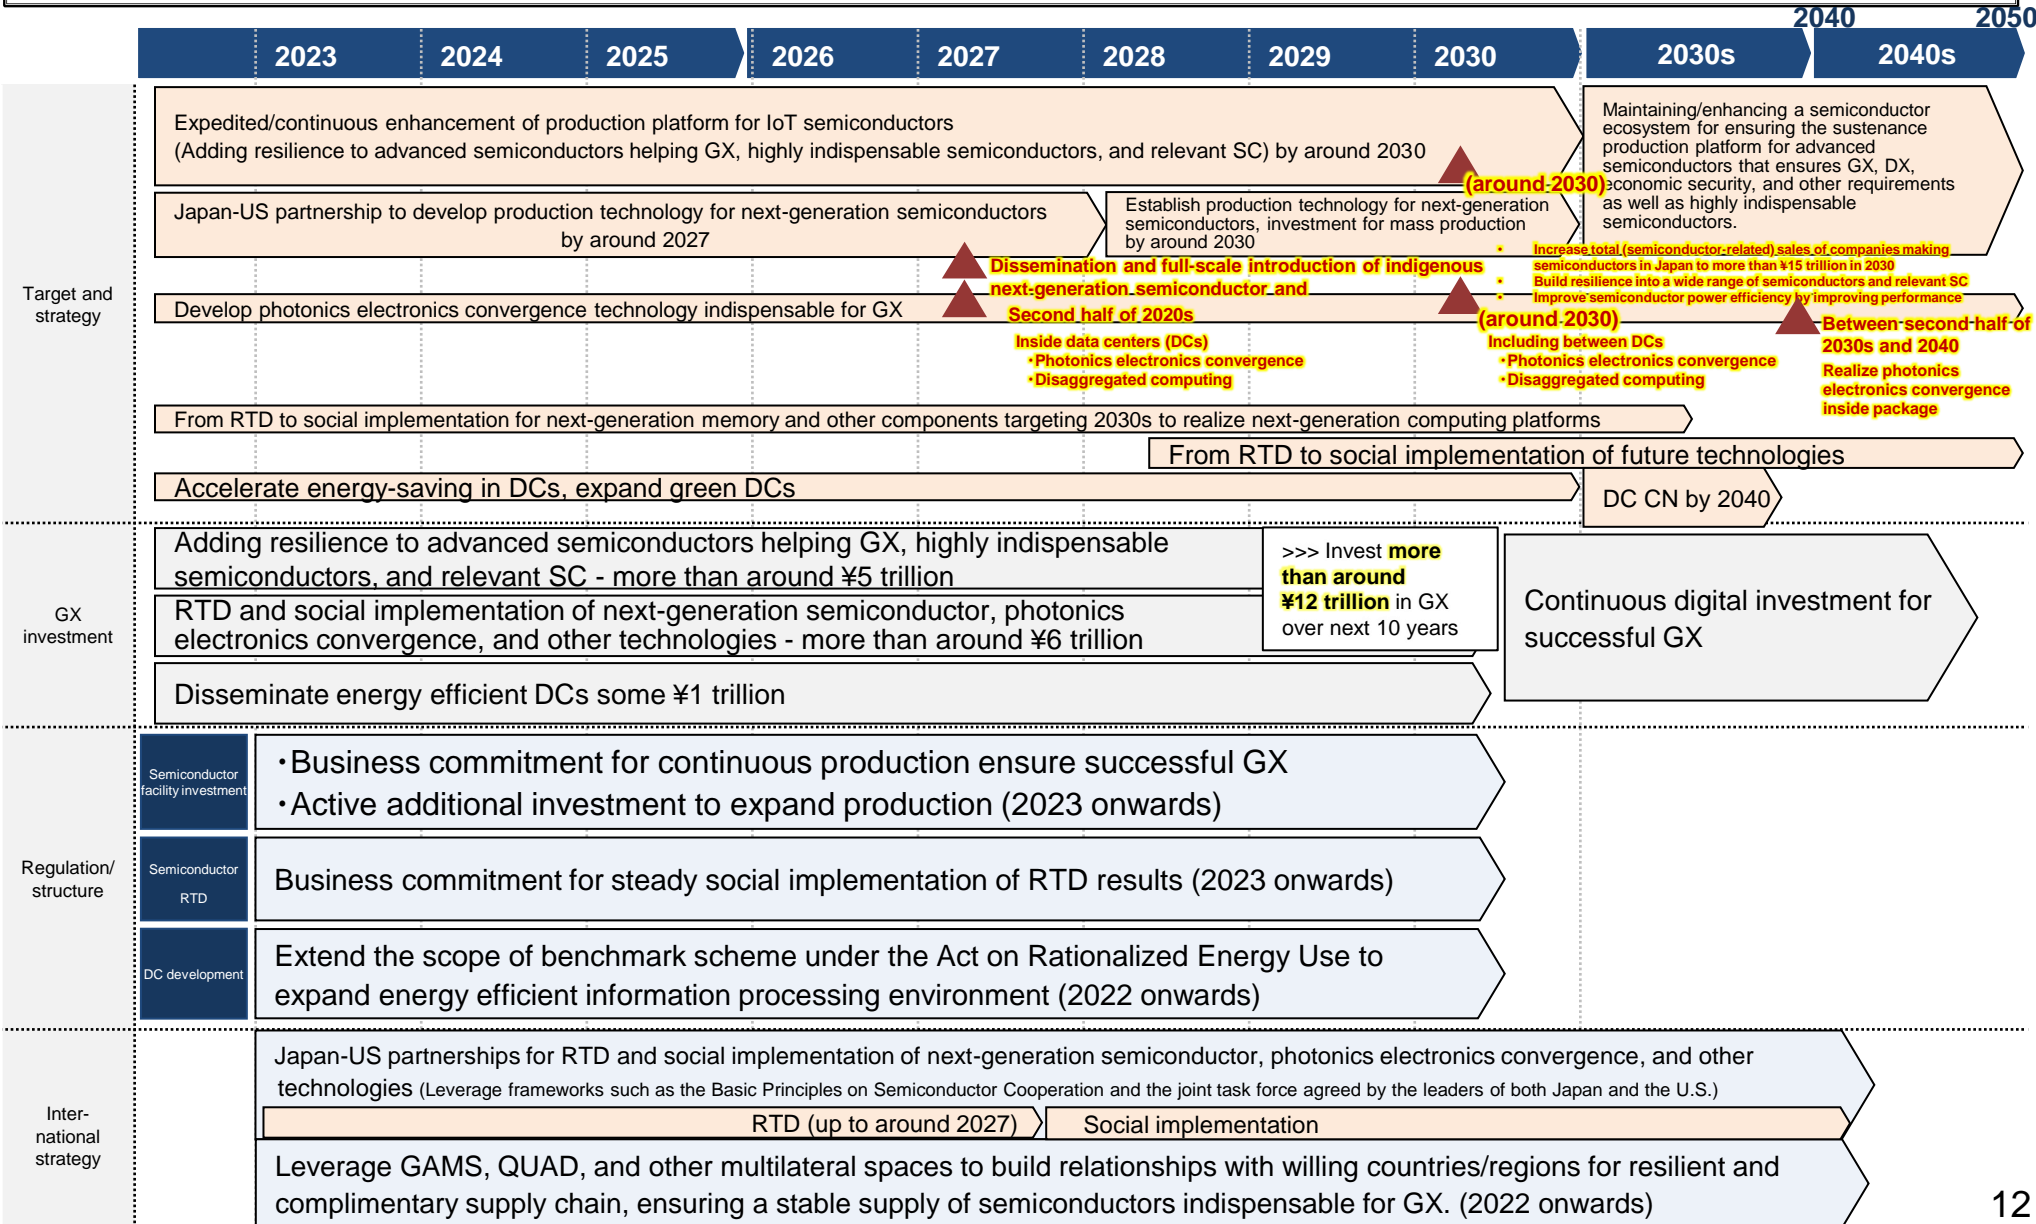 2040 2050
2023 2024 2025 2026 2027 2028 2029 2030 2030s 2040s
Target and
strategy
Expedited/continuous enhancement of production platform for IoT semiconductors
(Adding resilience to advanced semiconductors helping GX, highly indispensable semiconductors, and relevant SC) by around 2030
(around 2030)
Maintaining/enhancing a semiconductor
ecosystem for ensuring the sustenance
production platform for advanced
semiconductors that ensures GX, DX,
economic security, and other requirements
as well as highly indispensable
semiconductors.
Japan-US partnership to develop production technology for next-generation semiconductors
by around 2027
Establish production technology for next-generation
semiconductors, investment for mass production
by around 2030
Dissemination and full-scale introduction of indigenous
next-generation semiconductor and
• Increase total (semiconductor-related) sales of companies making
semiconductors in Japan to more than ¥15 trillion in 2030
• Build resilience into a wide range of semiconductors and relevant SC
• Improve semiconductor power efficiency by improving performance
Develop photonics electronics convergence technology indispensable for GX
Second half of 2020s
Inside data centers (DCs)
・Photonics electronics convergence
・Disaggregated computing
(around 2030)
Including between DCs
・Photonics electronics convergence
・Disaggregated computing
Between second half of
2030s and 2040
Realize photonics
electronics convergence
inside package
From RTD to social implementation for next-generation memory and other components targeting 2030s to realize next-generation computing platforms
From RTD to social implementation of future technologies
Accelerate energy-saving in DCs, expand green DCs
DC CN by 2040
GX
investment
Adding resilience to advanced semiconductors helping GX, highly indispensable
semiconductors, and relevant SC - more than around ¥5 trillion
RTD and social implementation of next-generation semiconductor, photonics
electronics convergence, and other technologies - more than around ¥6 trillion
Disseminate energy efficient DCs some ¥1 trillion
>>> Invest more
than around
¥12 trillion in GX
over next 10 years
Continuous digital investment for
successful GX
Regulation/
structure
Semiconductor
facility investment
・Business commitment for continuous production ensure successful GX
・Active additional investment to expand production (2023 onwards)
Semiconductor
RTD
Business commitment for steady social implementation of RTD results (2023 onwards)
DC development
Extend the scope of benchmark scheme under the Act on Rationalized Energy Use to
expand energy efficient information processing environment (2022 onwards)
Inter-
national
strategy
Japan-US partnerships for RTD and social implementation of next-generation semiconductor, photonics electronics convergence, and other
technologies (Leverage frameworks such as the Basic Principles on Semiconductor Cooperation and the joint task force agreed by the leaders of both Japan and the U.S.)
RTD (up to around 2027)
Social implementation
Leverage GAMS, QUAD, and other multilateral spaces to build relationships with willing countries/regions for resilient and
complimentary supply chain, ensuring a stable supply of semiconductors indispensable for GX. (2022 onwards)
12